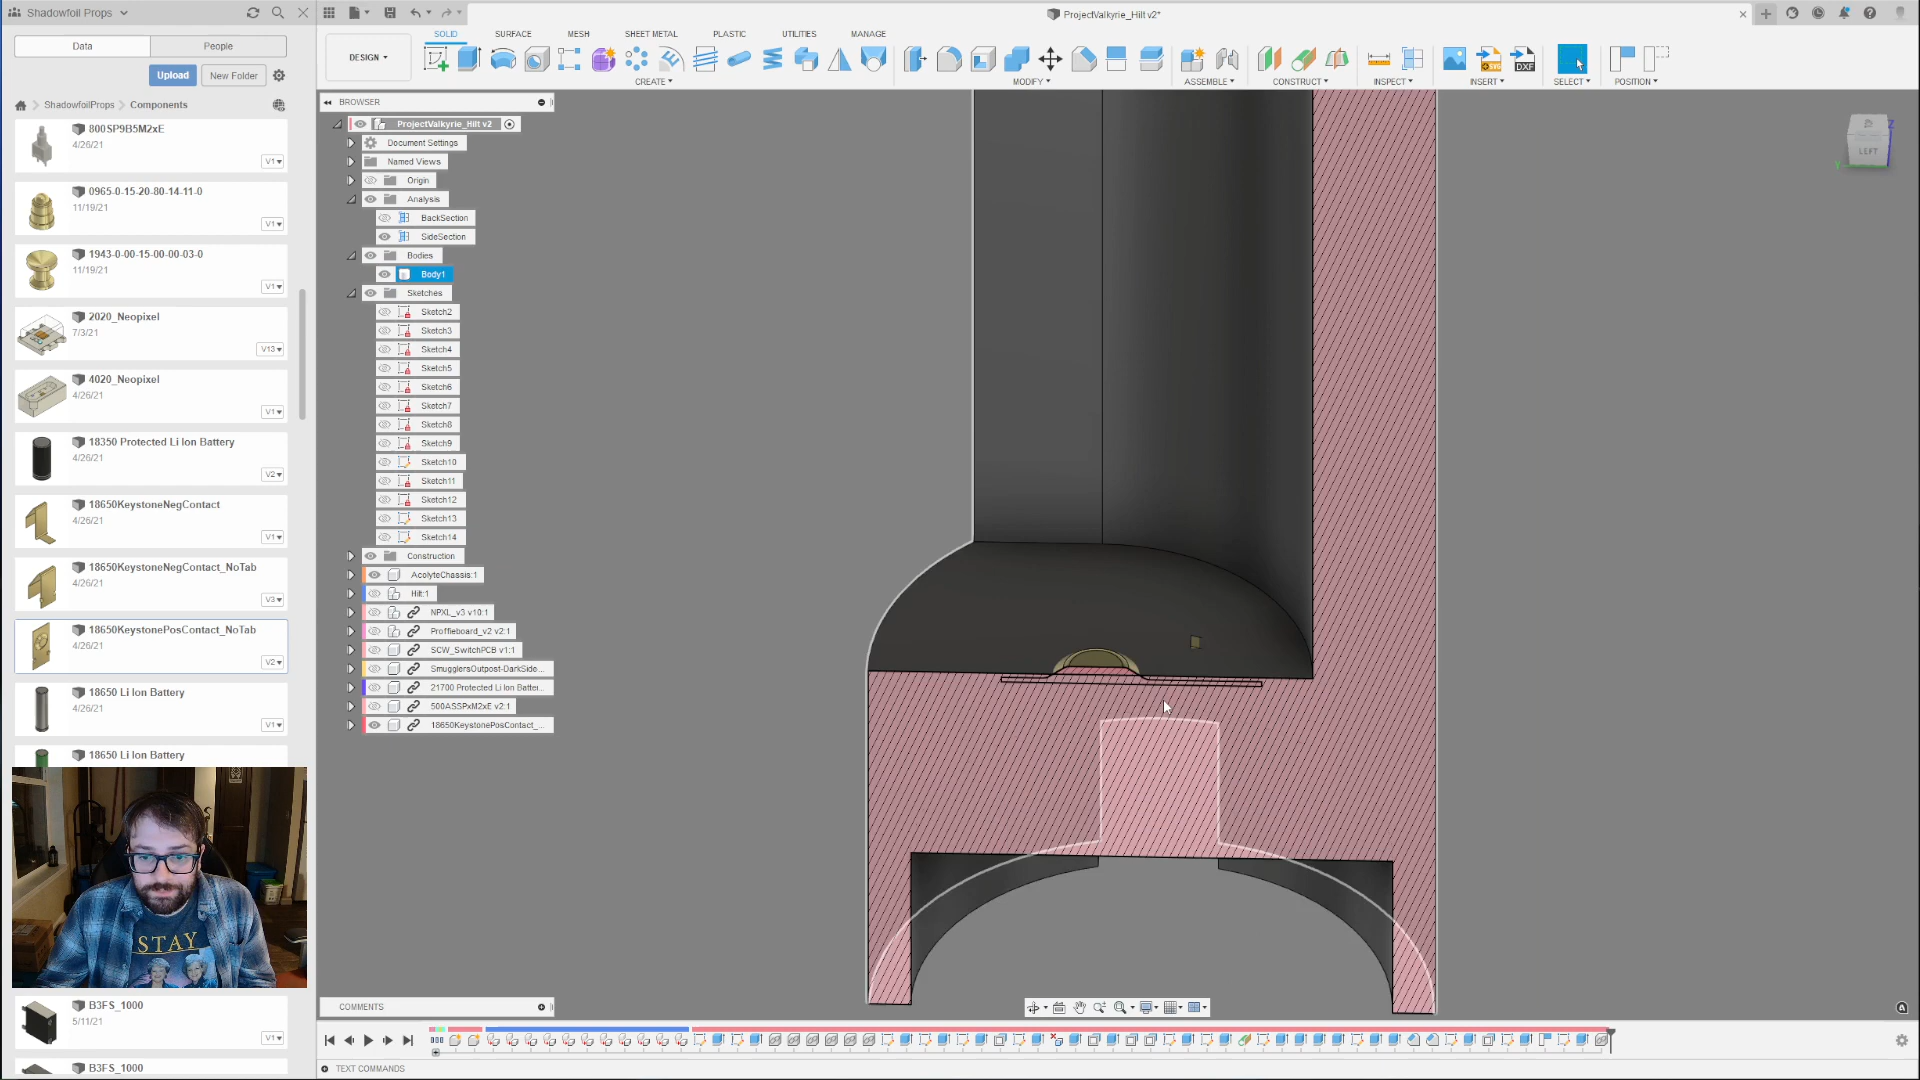 Shadowfoil Props
ProjectValkyrie_Hilt v2*
Data
People
Upload
New Folder
ShadowfoilProps
Components
800SP9B5M2xE
4/26/21
V1
0965-0-15-20-80-14-11-0
11/19/21
V1
1943-0-00-15-00-00-03-0
11/19/21
V1
2020_Neopixel
7/3/21
V13
4020_Neopixel
4/26/21
V1
18350 Protected Li Ion Battery
4/26/21
V2
18650KeystoneNegContact
4/26/21
V1
18650KeystoneNegContact_NoTab
4/26/21
V3
18650KeystonePosContact_NoTab
4/26/21
V2
18650 Li Ion Battery
4/26/21
V1
18650 Li Ion Battery
STAY
B3FS_1000
5/11/21
V1
B3FS_1000
DESIGN
SOLID
SURFACE
MESH
SHEET METAL
PLASTIC
UTILITIES
MANAGE
CREATE
MODIFY
ASSEMBLE
CONSTRUCT
INSPECT
INSERT
SELECT
POSITION
DXF
BROWSER
ProjectValkyrie_Hilt v2
Document Settings
Named Views
Origin
Analysis
BackSection
SideSection
Bodies
Body1
Sketches
Sketch2
Sketch3
Sketch4
Sketch5
Sketch6
Sketch7
Sketch8
Sketch9
Sketch10
Sketch11
Sketch12
Sketch13
Sketch14
Construction
AcolyteChassis:1
Hilt:1
NPXL_v3 v10:1
Proffieboard_v2 v2:1
SCW_SwitchPCB v1:1
SmugglersOutpost-DarkSide...
21700 Protected Li Ion Batter...
500ASSPxM2xE v2:1
18650KeystonePosContact_...
LEFT
Z
Y
COMMENTS
TEXT COMMANDS